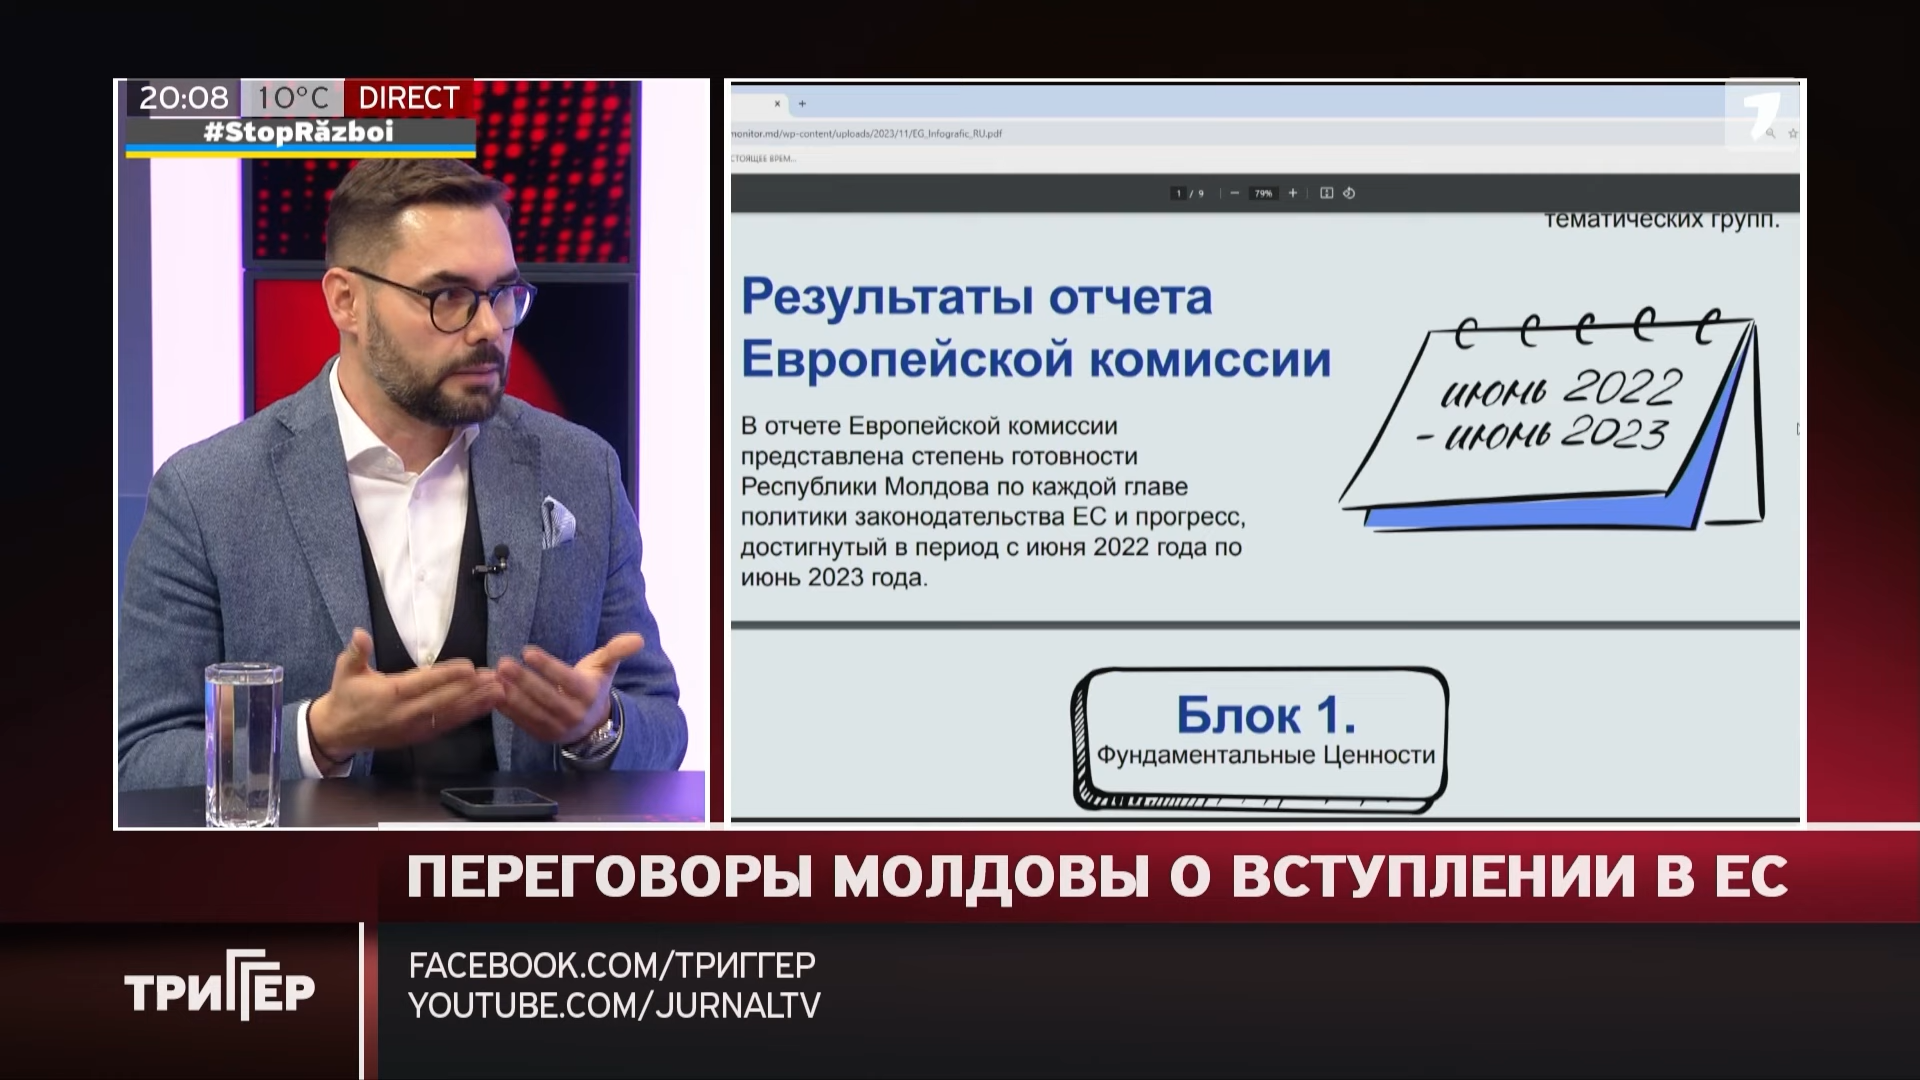 20:08 10°C DIRECT
#StopRăzboi
monitor.md/wp-content/uploads/2023/11/EG_Infografic_RU.pdf
СТОЯЩЕЕ ВРЕМ...
1 / 9 — 79% +
тематических групп.
Результаты отчета
Европейской комиссии
июнь 2022
- июнь 2023
В отчете Европейской комиссии
представлена степень готовности
Республики Молдова по каждой главе
политики законодательства ЕС и прогресс,
достигнутый в период с июня 2022 года по
июнь 2023 года.
Блок 1.
Фундаментальные Ценности
ПЕРЕГОВОРЫ МОЛДОВЫ О ВСТУПЛЕНИИ В ЕС
ТРИГГЕР
FACEBOOK.COM/ТРИГГЕР
YOUTUBE.COM/JURNALTV